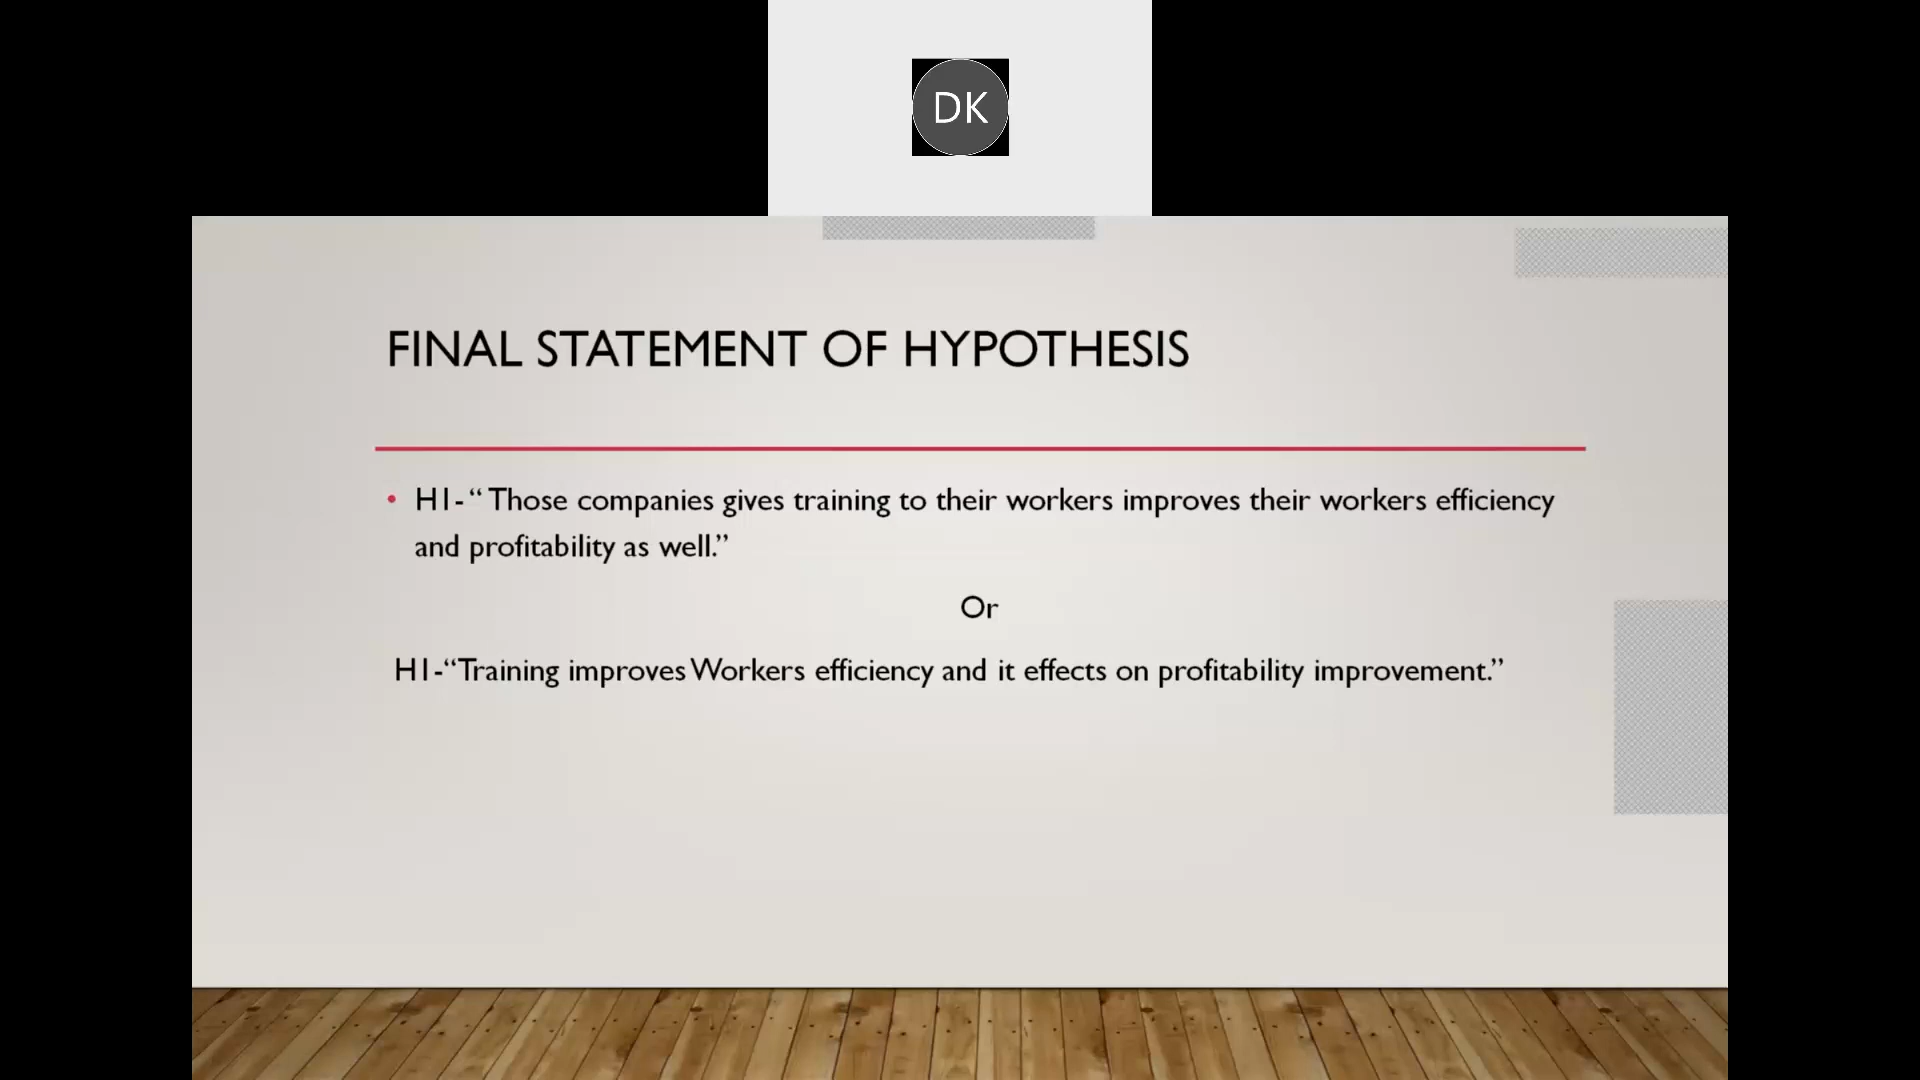 DK
FINAL STATEMENT OF HYPOTHESIS
• H1-“ Those companies gives training to their workers improves their workers efficiency
and profitability as well.”
Or
H1-“Training improves Workers efficiency and it effects on profitability improvement.”